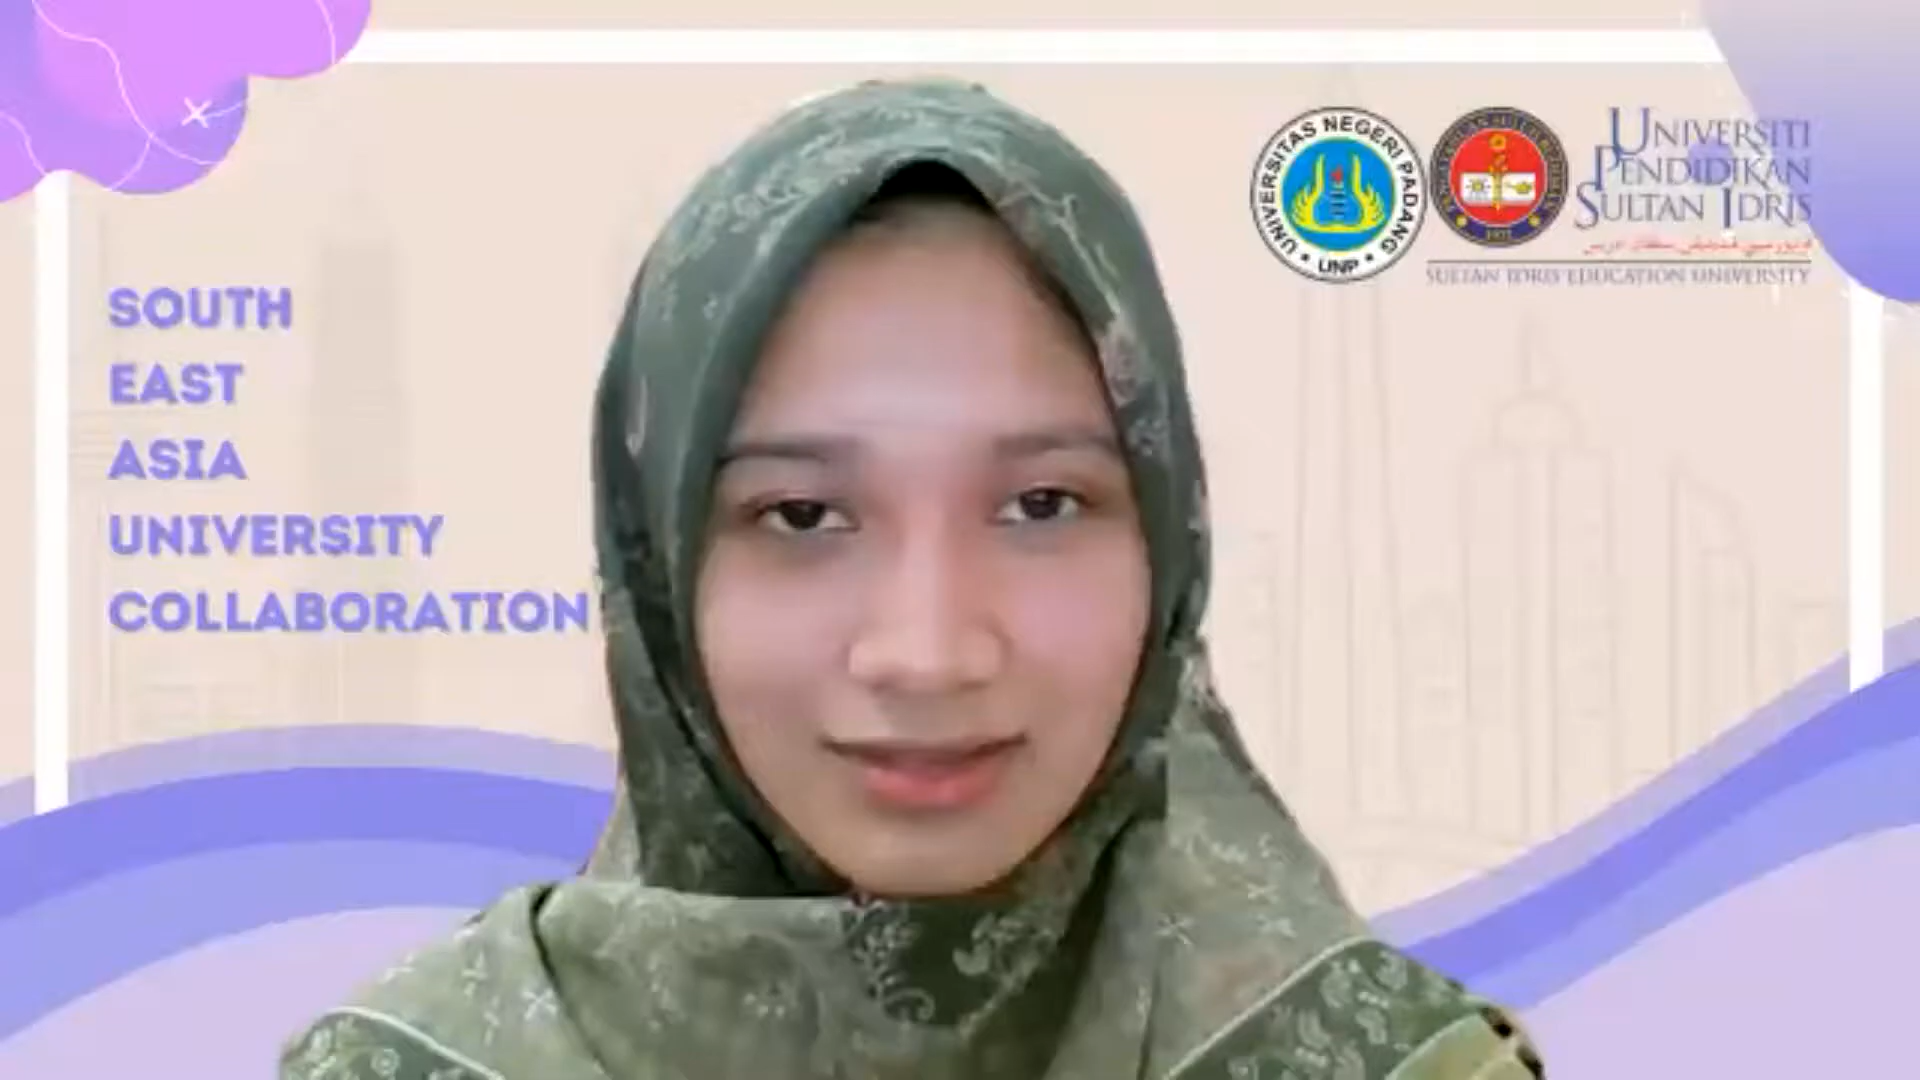 SOUTH
EAST
ASIA
UNIVERSITY
COLLABORATION
UNIVERSITAS NEGERI PADANG
UNP
UNIVERSITI
PENDIDIKAN
SULTAN IDRIS
SULTAN IDRIS EDUCATION UNIVERSITY